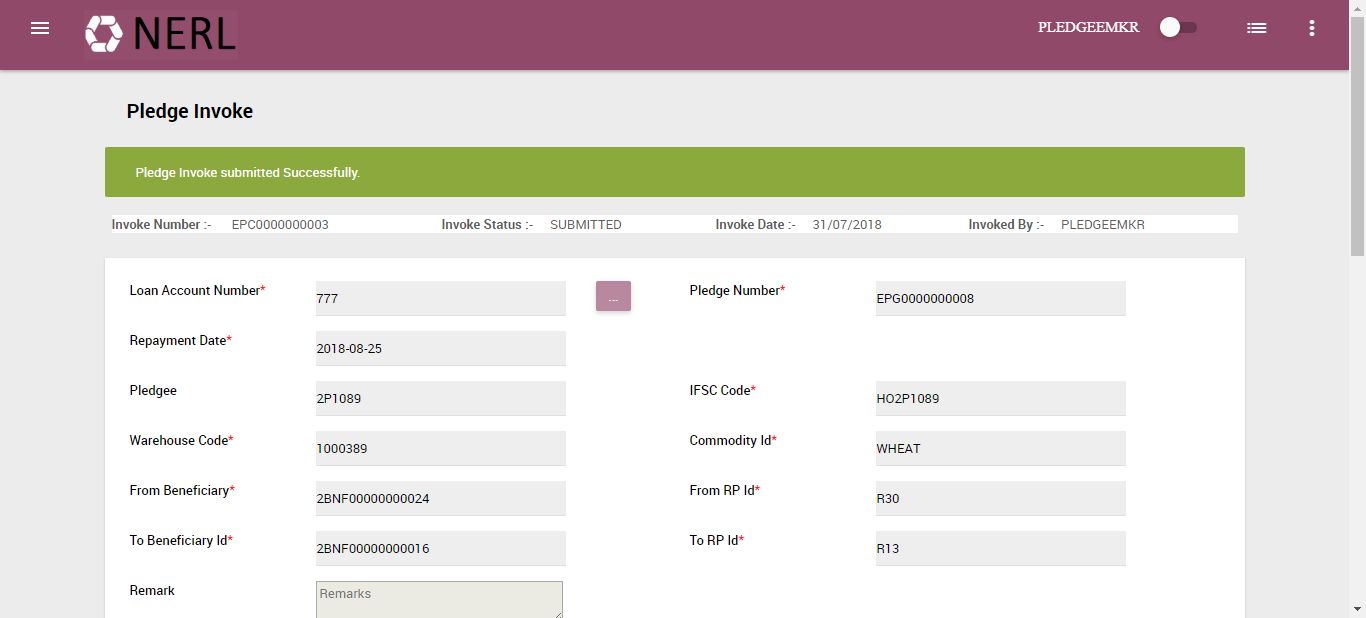 NERL
PLEDGEEMKR
Pledge Invoke
Pledge Invoke submitted Successfully.
Invoke Number :- EPC0000000003 Invoke Status :- SUBMITTED Invoke Date :- 31/07/2018 Invoked By :- PLEDGEEMKR
Loan Account Number* 777 ... Pledge Number* EPG0000000008
Repayment Date* 2018-08-25
Pledgee 2P1089 IFSC Code* HO2P1089
Warehouse Code* 1000389 Commodity Id* WHEAT
From Beneficiary* 2BNF00000000024 From RP Id* R30
To Beneficiary Id* 2BNF00000000016 To RP Id* R13
Remark Remarks